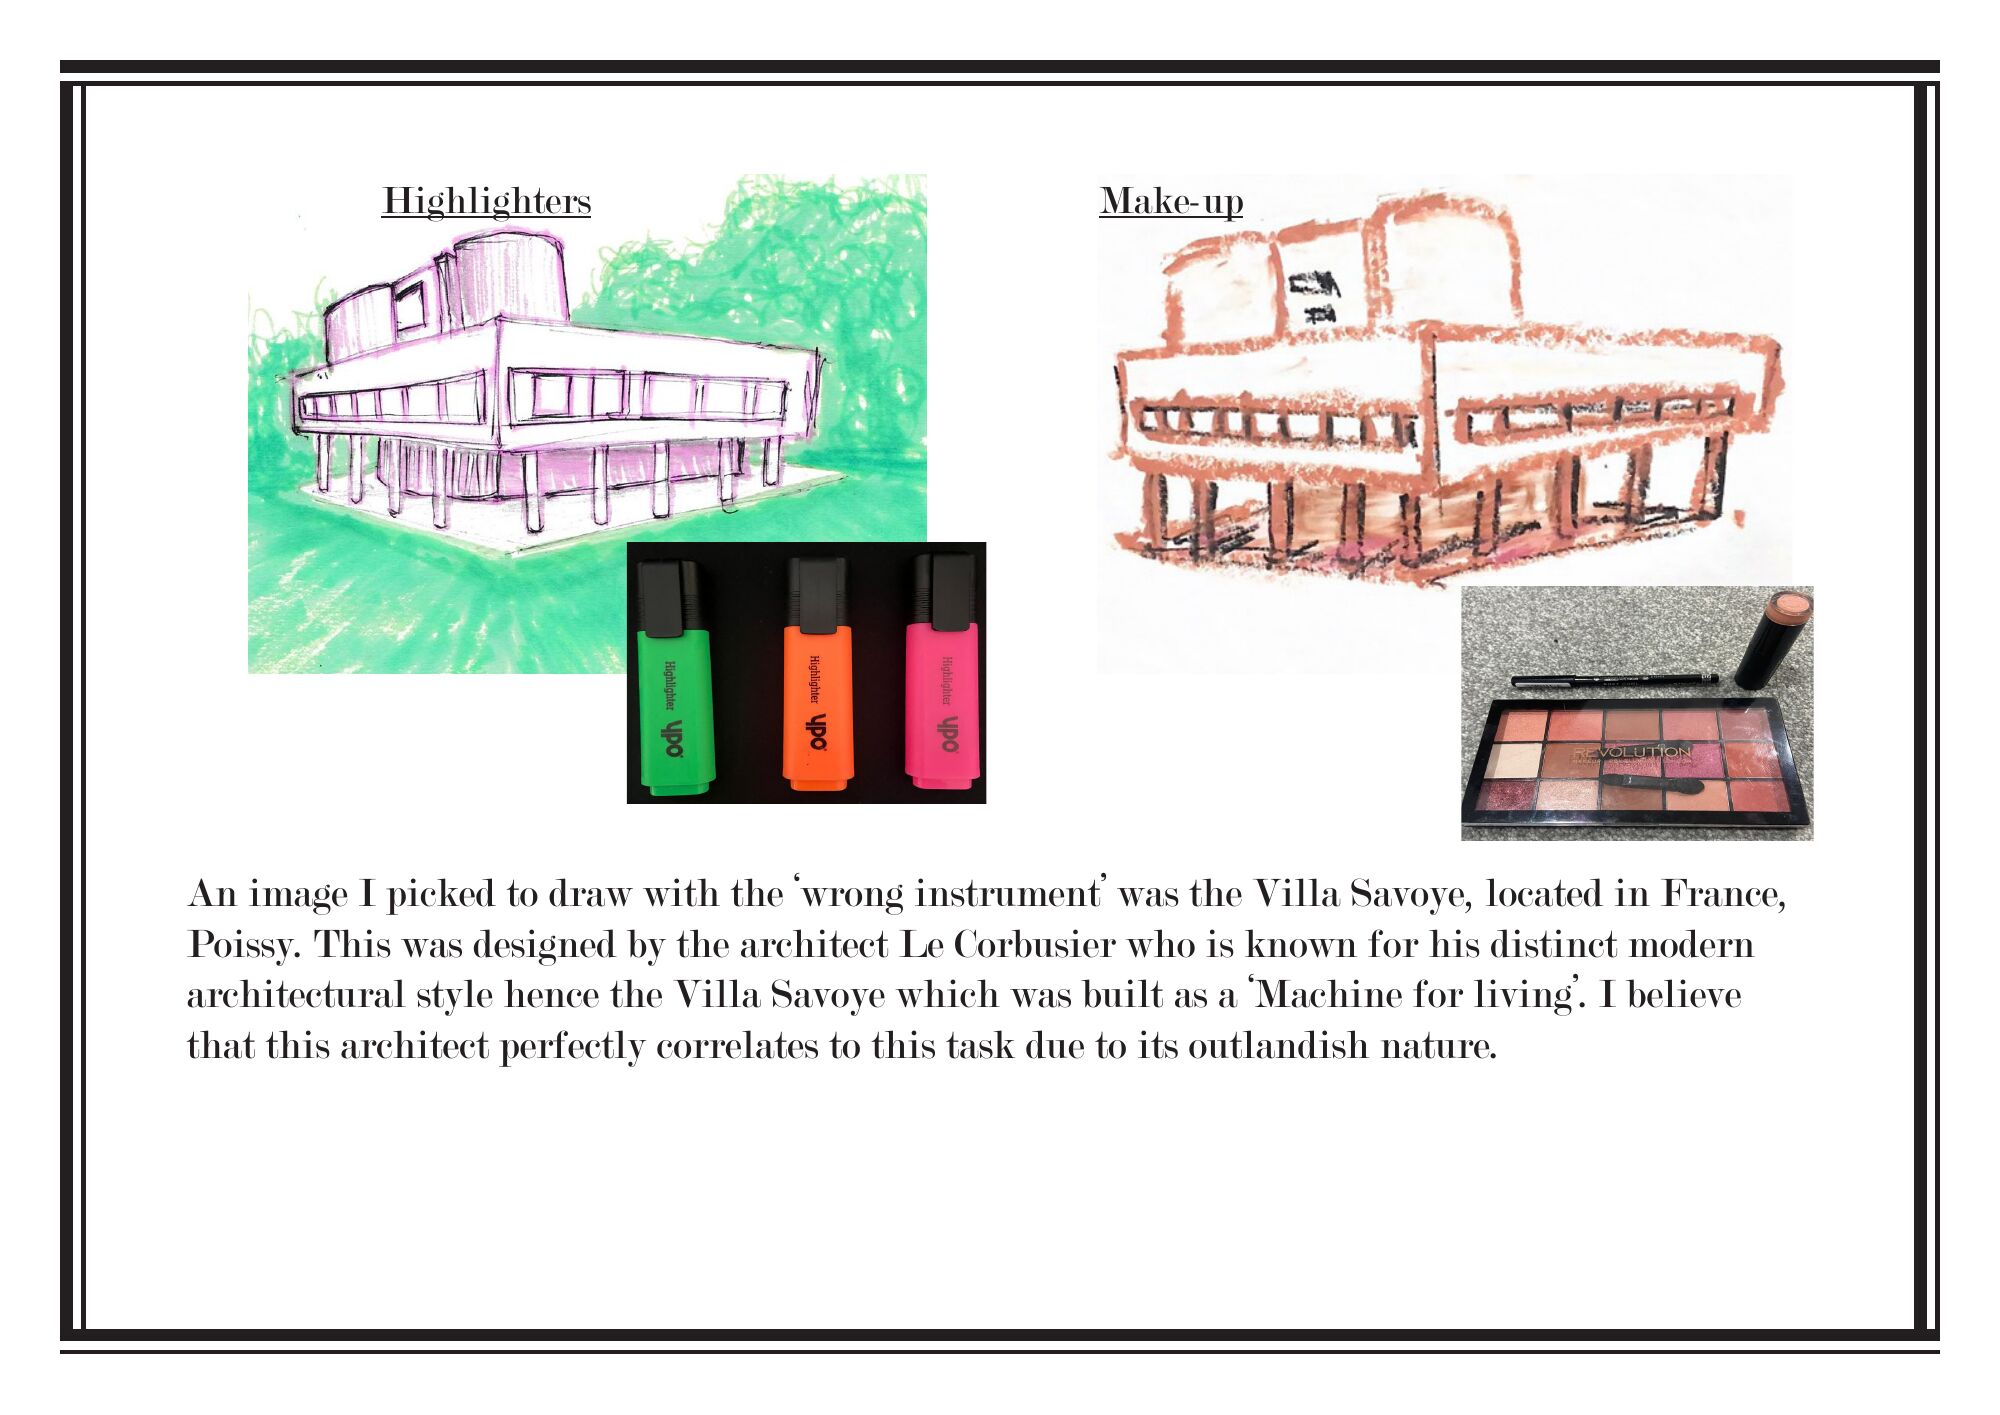 Highlighters
Make-up
Highlighter ypo
Highlighter ypo
Highlighter ypo
REVOLUTION
An image I picked to draw with the ‘wrong instrument’ was the Villa Savoye, located in France,
Poissy. This was designed by the architect Le Corbusier who is known for his distinct modern
architectural style hence the Villa Savoye which was built as a ‘Machine for living’. I believe
that this architect perfectly correlates to this task due to its outlandish nature.